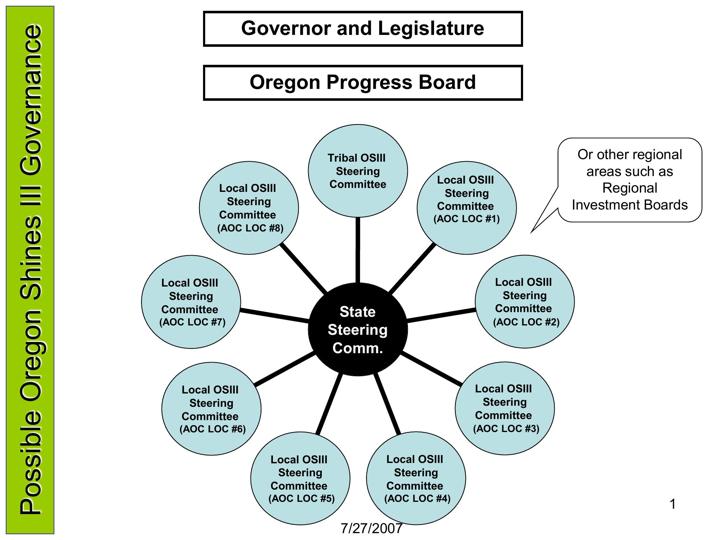 Possible Oregon Shines III Governance
Governor and Legislature
Oregon Progress Board
Or other regional
areas such as
Regional
Investment Boards
Tribal OSIII
Steering
Committee
Local OSIII
Steering
Committee
(AOC LOC #1)
Local OSIII
Steering
Committee
(AOC LOC #2)
Local OSIII
Steering
Committee
(AOC LOC #3)
Local OSIII
Steering
Committee
(AOC LOC #4)
Local OSIII
Steering
Committee
(AOC LOC #5)
Local OSIII
Steering
Committee
(AOC LOC #6)
Local OSIII
Steering
Committee
(AOC LOC #7)
Local OSIII
Steering
Committee
(AOC LOC #8)
State
Steering
Comm.
1
7/27/2007